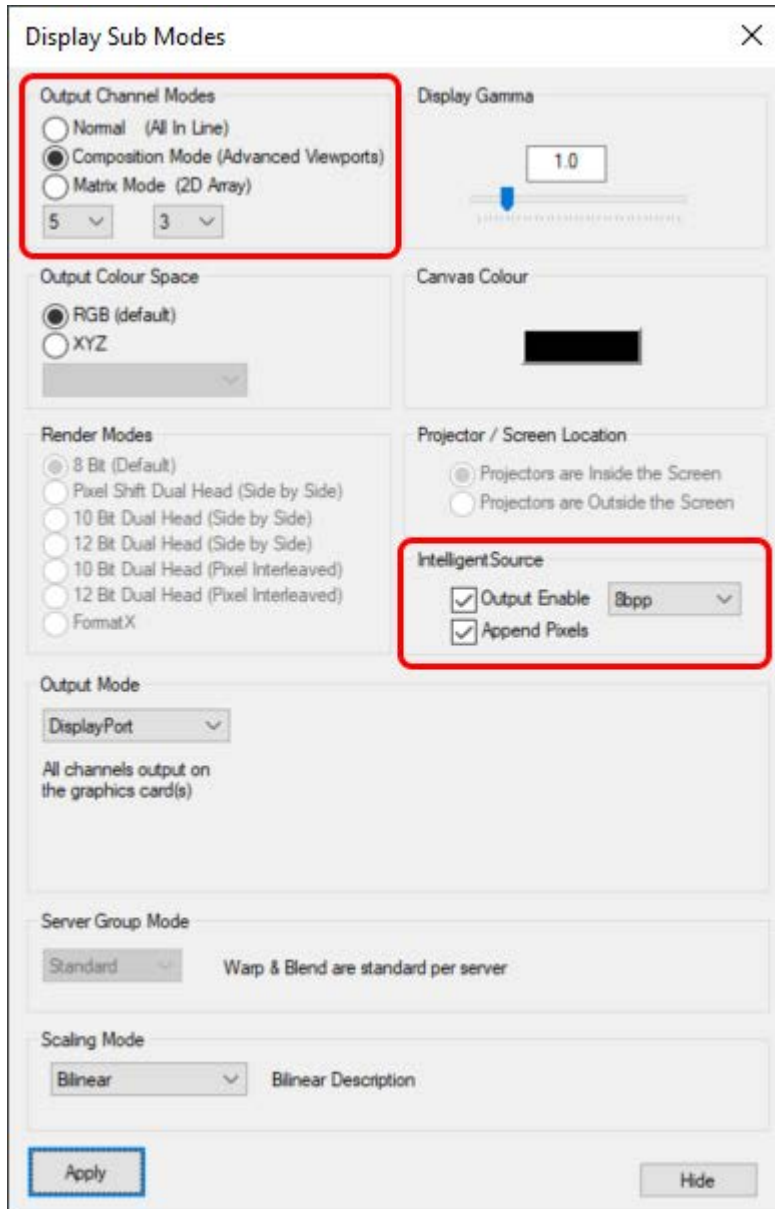 Display Sub Modes
Output Channel Modes
Normal (All In Line)
Composition Mode (Advanced Viewports)
Matrix Mode (2D Array)
5 3
Display Gamma
1.0
Output Colour Space
RGB (default)
XYZ
Canvas Colour
Render Modes
8 Bit (Default)
Pixel Shift Dual Head (Side by Side)
10 Bit Dual Head (Side by Side)
12 Bit Dual Head (Side by Side)
10 Bit Dual Head (Pixel Interleaved)
12 Bit Dual Head (Pixel Interleaved)
FormatX
Projector / Screen Location
Projectors are Inside the Screen
Projectors are Outside the Screen
IntelligentSource
Output Enable 8bpp
Append Pixels
Output Mode
DisplayPort
All channels output on
the graphics card(s)
Server Group Mode
Standard Warp & Blend are standard per server
Scaling Mode
Bilinear Bilinear Description
Apply Hide